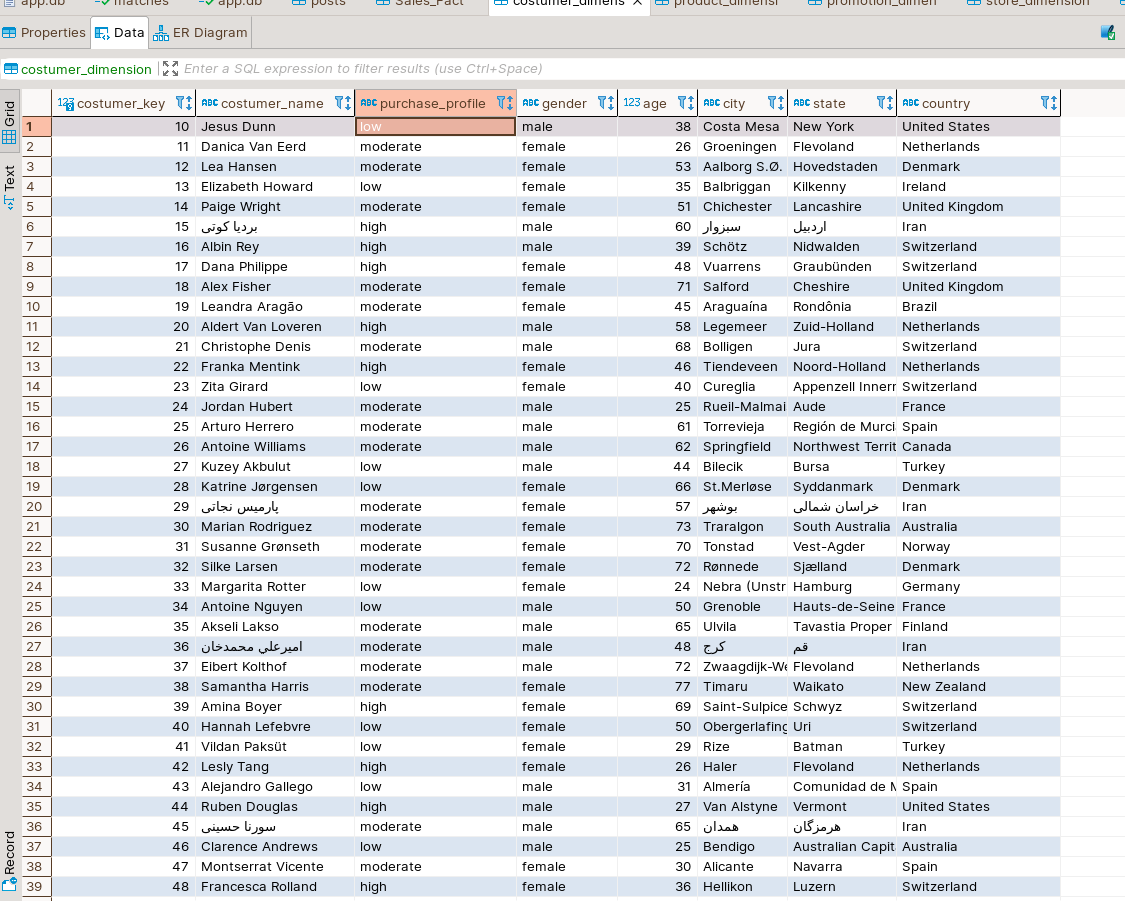 app.db matches app.db posts Sales_Fact costumer_dimens product_dimensi promotion_dimen store_dimension
Properties Data ER Diagram
costumer_dimension Enter a SQL expression to filter results (use Ctrl+Space)
Grid
Text
Record
123 costumer_key ABC costumer_name ABC purchase_profile ABC gender 123 age ABC city ABC state ABC country
1 10 Jesus Dunn low male 38 Costa Mesa New York United States
2 11 Danica Van Eerd moderate female 26 Groeningen Flevoland Netherlands
3 12 Lea Hansen moderate female 53 Aalborg S.Ø. Hovedstaden Denmark
4 13 Elizabeth Howard low female 35 Balbriggan Kilkenny Ireland
5 14 Paige Wright moderate female 51 Chichester Lancashire United Kingdom
6 15 بردیا کوتی high male 60 سبزوار اردبیل Iran
7 16 Albin Rey high male 39 Schötz Nidwalden Switzerland
8 17 Dana Philippe high female 48 Vuarrens Graubünden Switzerland
9 18 Alex Fisher moderate female 71 Salford Cheshire United Kingdom
10 19 Leandra Aragão moderate female 45 Araguaína Rondônia Brazil
11 20 Aldert Van Loveren high male 58 Legemeer Zuid-Holland Netherlands
12 21 Christophe Denis moderate male 68 Bolligen Jura Switzerland
13 22 Franka Mentink high female 46 Tiendeveen Noord-Holland Netherlands
14 23 Zita Girard low female 40 Cureglia Appenzell Innerr Switzerland
15 24 Jordan Hubert moderate male 25 Rueil-Malmai Aude France
16 25 Arturo Herrero moderate male 61 Torrevieja Región de Murci Spain
17 26 Antoine Williams moderate male 62 Springfield Northwest Territ Canada
18 27 Kuzey Akbulut low male 44 Bilecik Bursa Turkey
19 28 Katrine Jørgensen low female 66 St.Merløse Syddanmark Denmark
20 29 پارمیس نجاتی moderate female 57 بوشهر خراسان شمالی Iran
21 30 Marian Rodriguez moderate female 73 Traralgon South Australia Australia
22 31 Susanne Grønseth moderate female 70 Tonstad Vest-Agder Norway
23 32 Silke Larsen moderate female 72 Rønnede Sjælland Denmark
24 33 Margarita Rotter low female 24 Nebra (Unstr Hamburg Germany
25 34 Antoine Nguyen low male 50 Grenoble Hauts-de-Seine France
26 35 Akseli Lakso moderate male 65 Ulvila Tavastia Proper Finland
27 36 امیرعلي محمدخان moderate male 48 کرج قم Iran
28 37 Eibert Kolthof moderate male 72 Zwaagdijk-We Flevoland Netherlands
29 38 Samantha Harris moderate female 77 Timaru Waikato New Zealand
30 39 Amina Boyer high female 69 Saint-Sulpice Schwyz Switzerland
31 40 Hannah Lefebvre low female 50 Obergerlafing Uri Switzerland
32 41 Vildan Paksüt low female 29 Rize Batman Turkey
33 42 Lesly Tang high female 26 Haler Flevoland Netherlands
34 43 Alejandro Gallego low male 31 Almería Comunidad de M Spain
35 44 Ruben Douglas high male 27 Van Alstyne Vermont United States
36 45 سورنا حسینی moderate male 65 همدان هرمزگان Iran
37 46 Clarence Andrews low male 25 Bendigo Australian Capit Australia
38 47 Montserrat Vicente moderate female 30 Alicante Navarra Spain
39 48 Francesca Rolland high female 36 Hellikon Luzern Switzerland